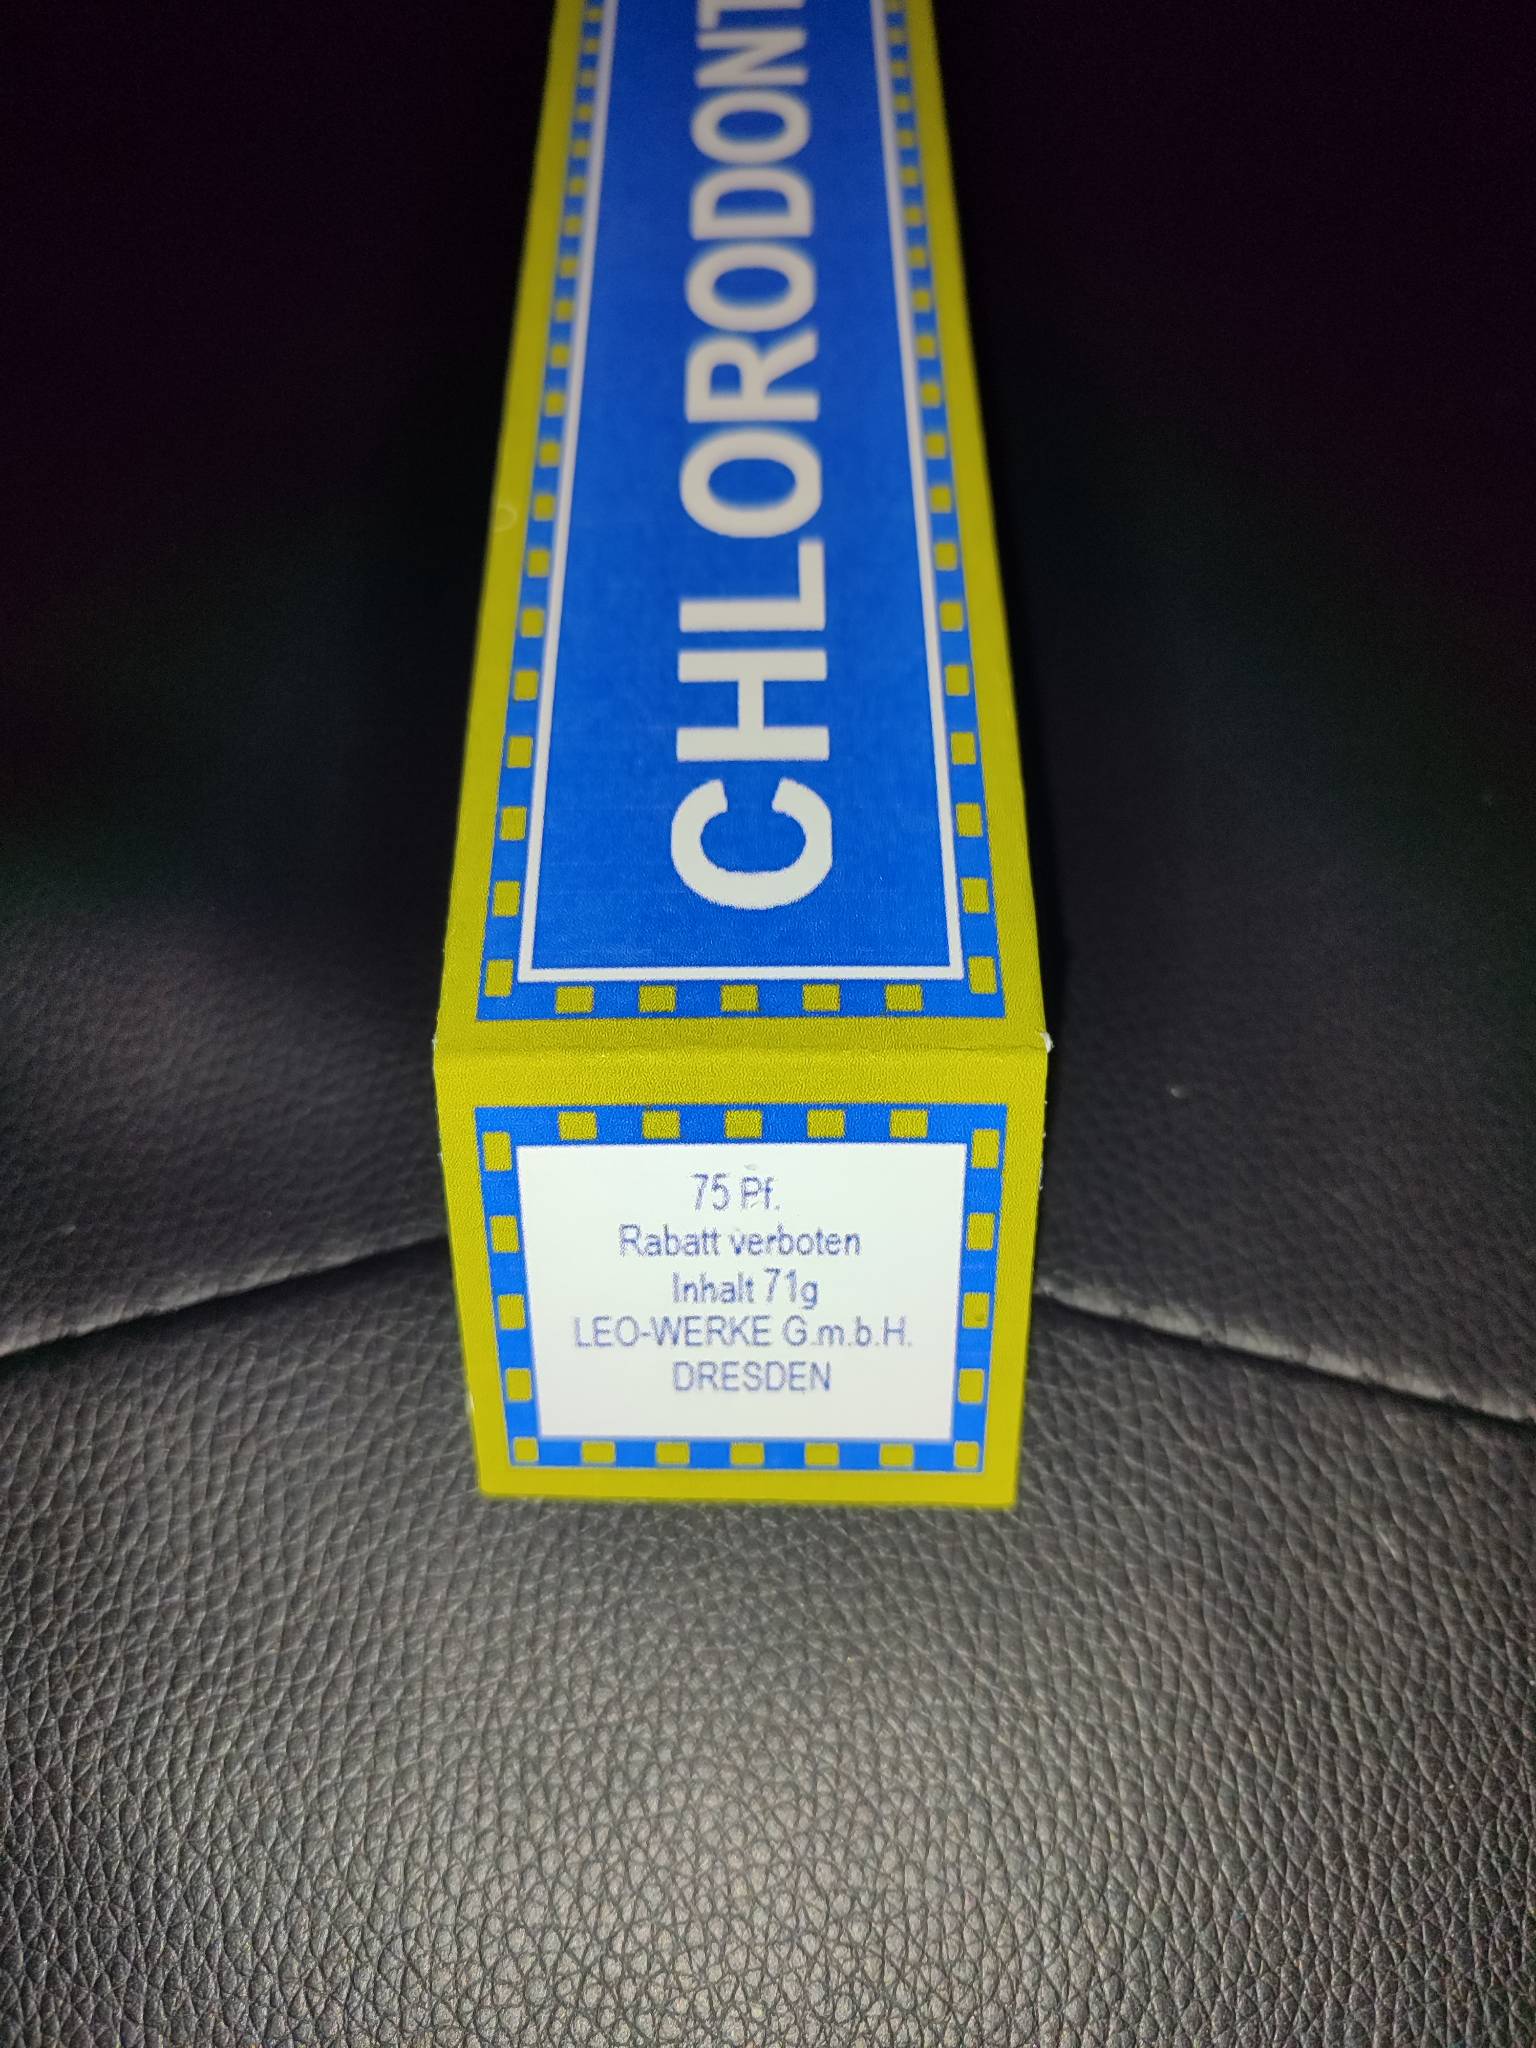 CHLORODONT
75 Pf.
Rabatt verboten
Inhalt 71g
LEO-WERKE G.m.b.H.
DRESDEN